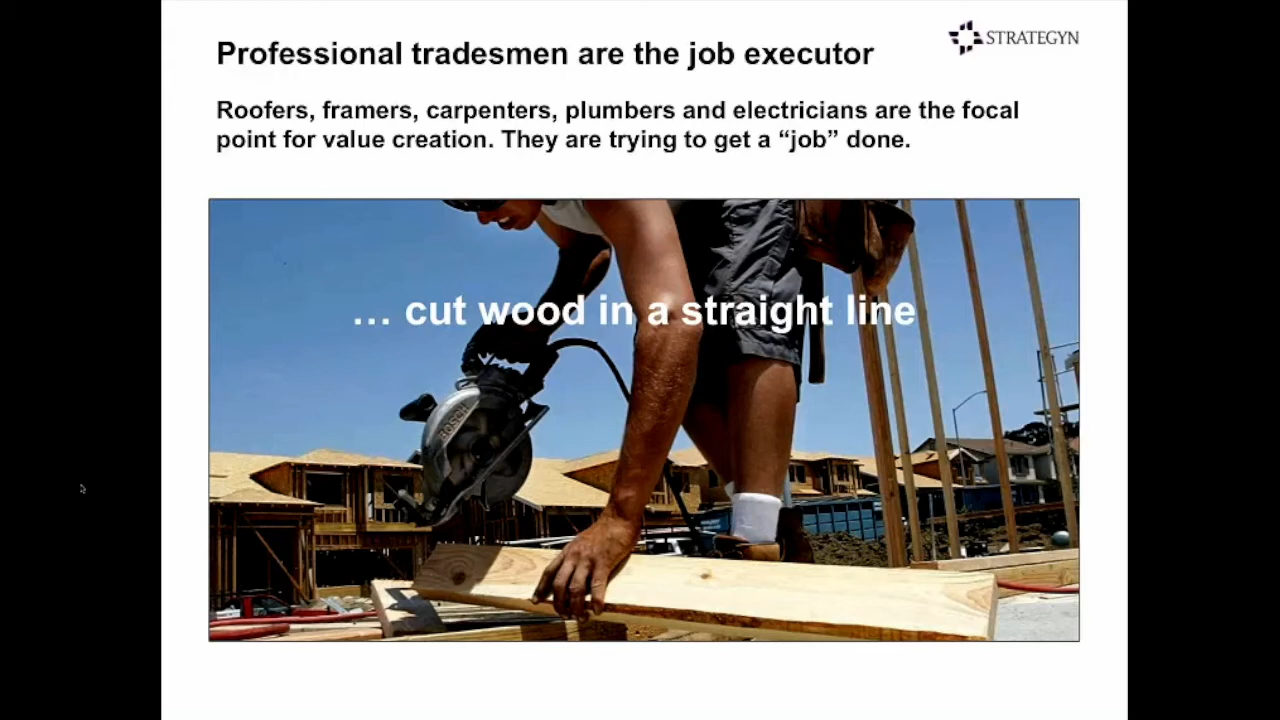 Professional tradesmen are the job executor
STRATEGYN
Roofers, framers, carpenters, plumbers and electricians are the focal
point for value creation. They are trying to get a “job” done.
… cut wood in a straight line
BOSCH